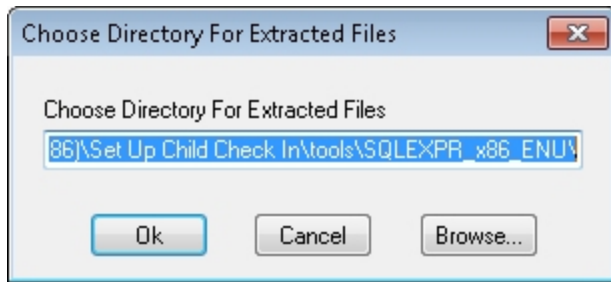 Choose Directory For Extracted Files
Choose Directory For Extracted Files
86)\Set Up Child Check In\tools\SQLEXPR_x86_ENU\
Ok
Cancel
Browse...